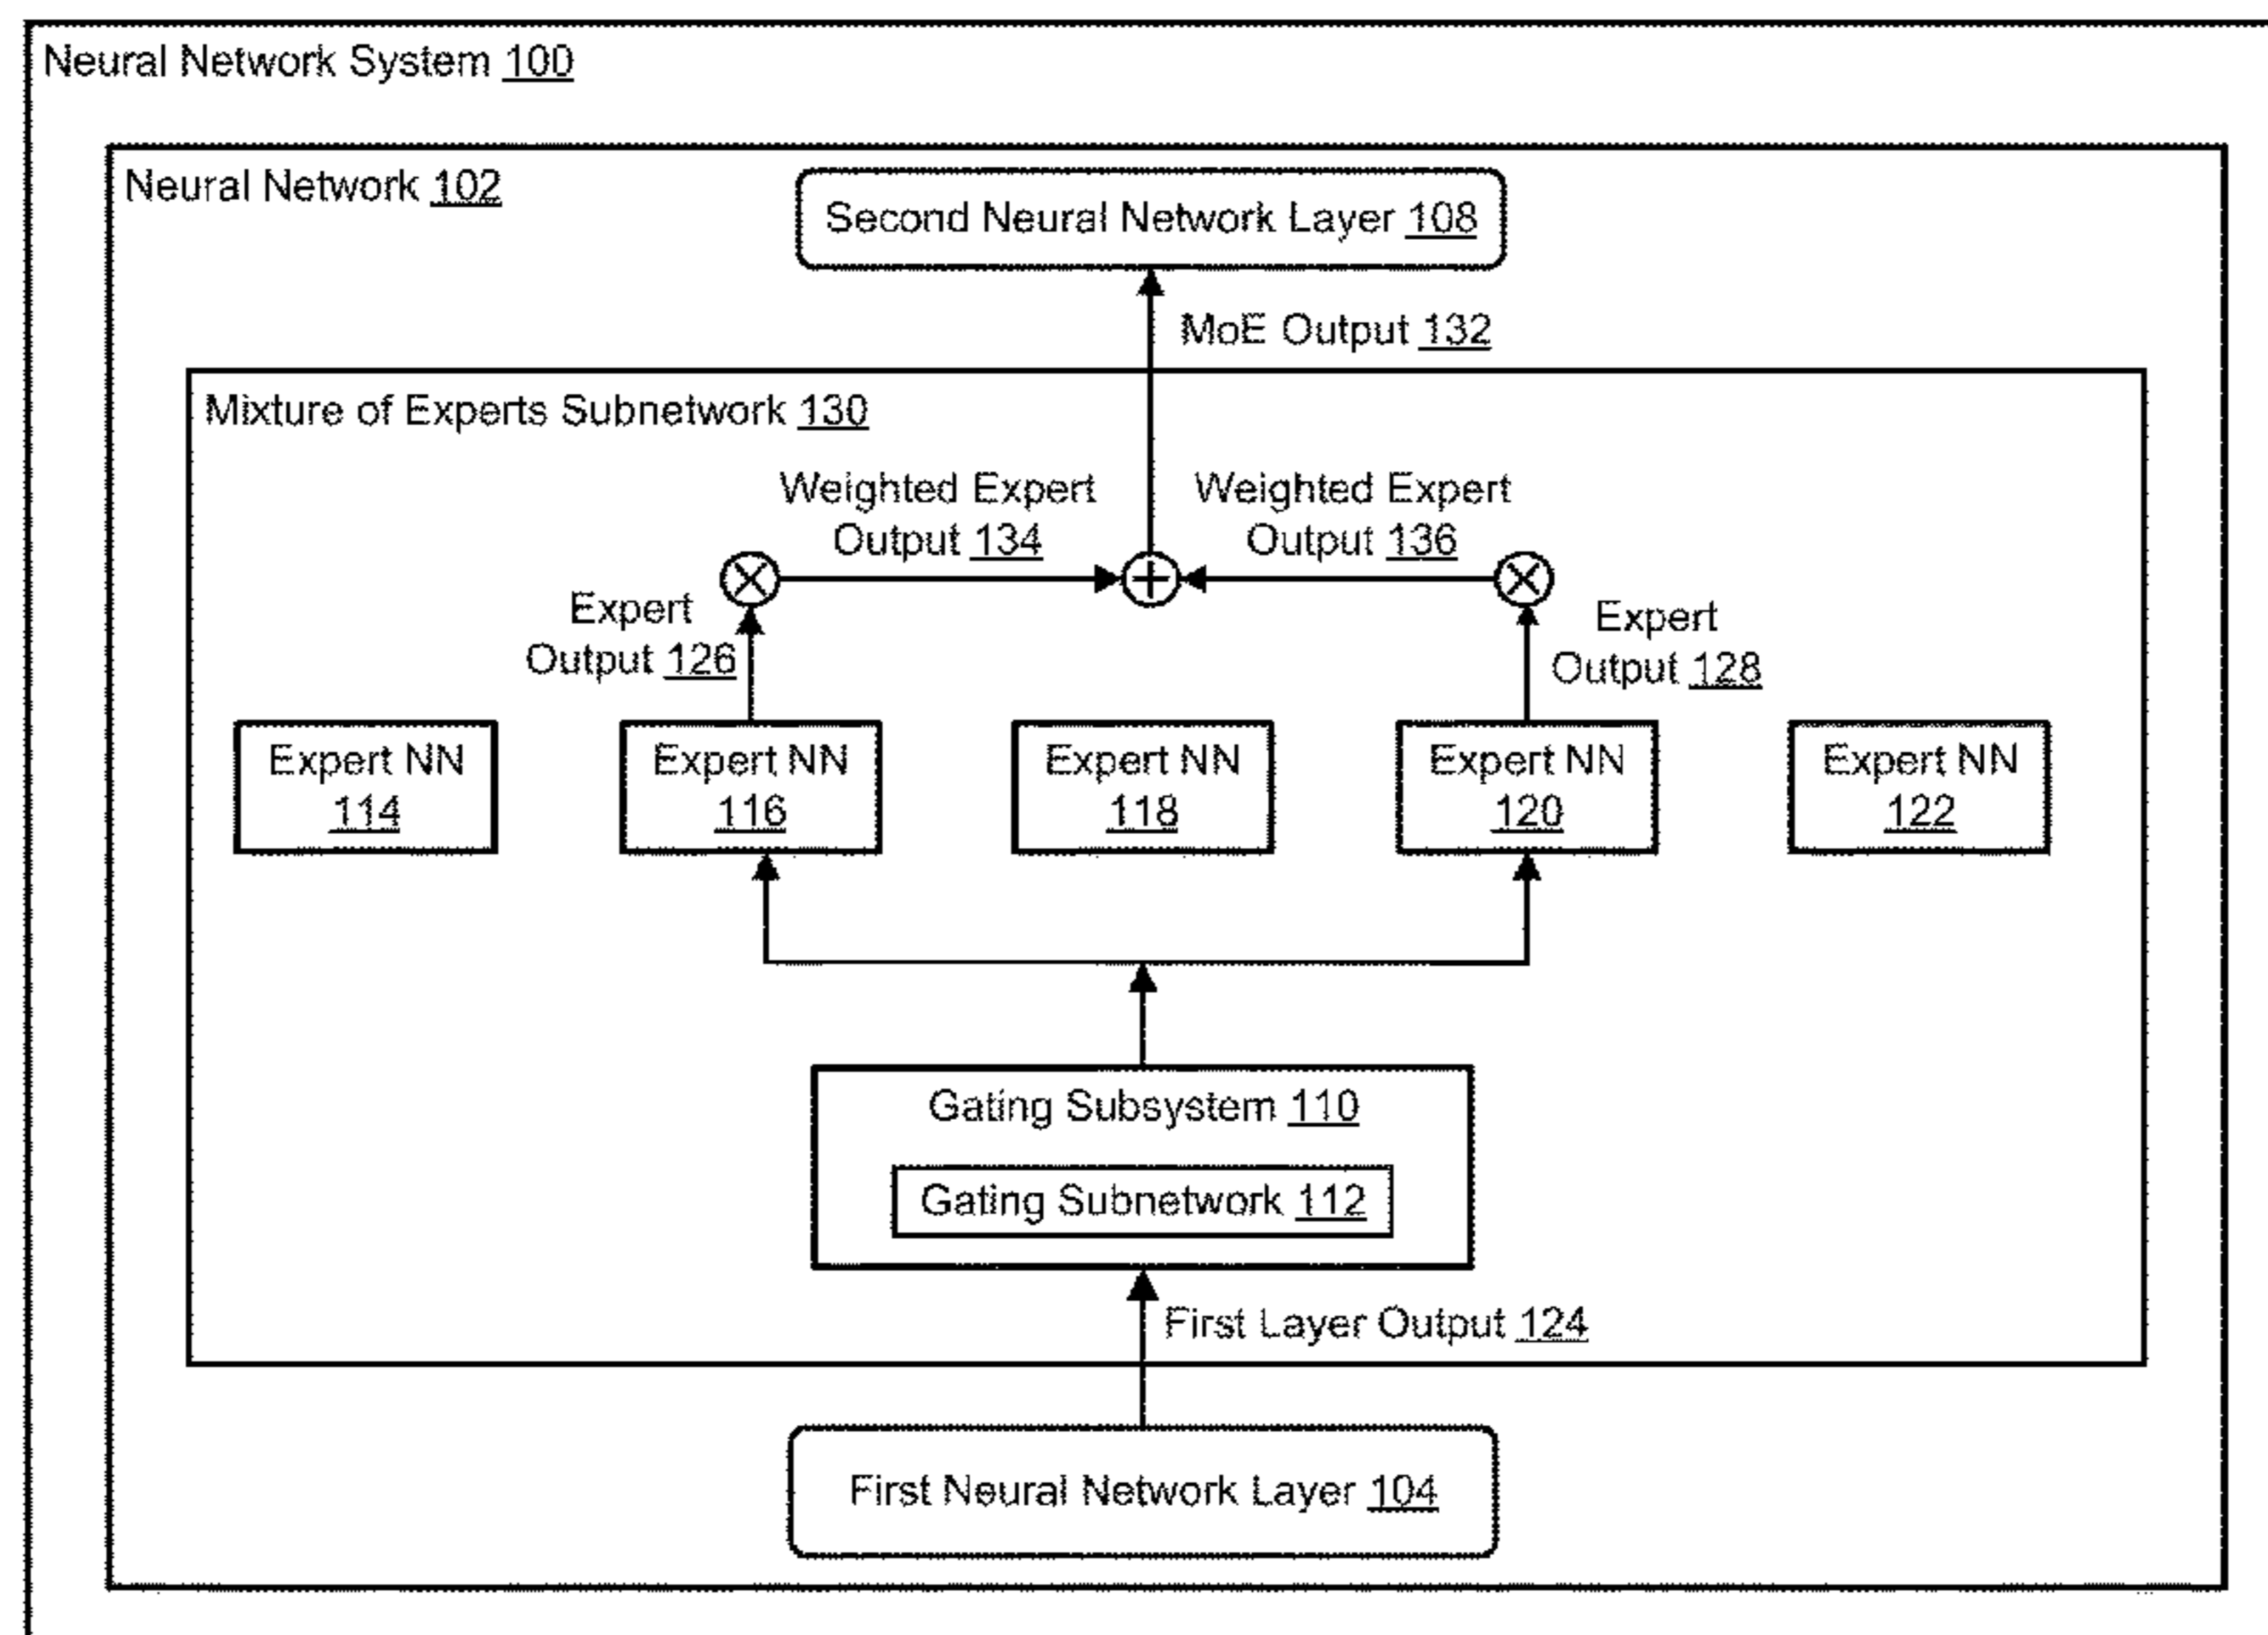 Neural Network System 100
Neural Network 102
Second Neural Network Layer 108
MoE Output 132
Mixture of Experts Subnetwork 130
Weighted Expert
Output 134
Weighted Expert
Output 136
Expert
Output 126
Expert
Output 128
Expert NN
114
Expert NN
116
Expert NN
118
Expert NN
120
Expert NN
122
Gating Subsystem 110
Gating Subnetwork 112
First Layer Output 124
First Neural Network Layer 104